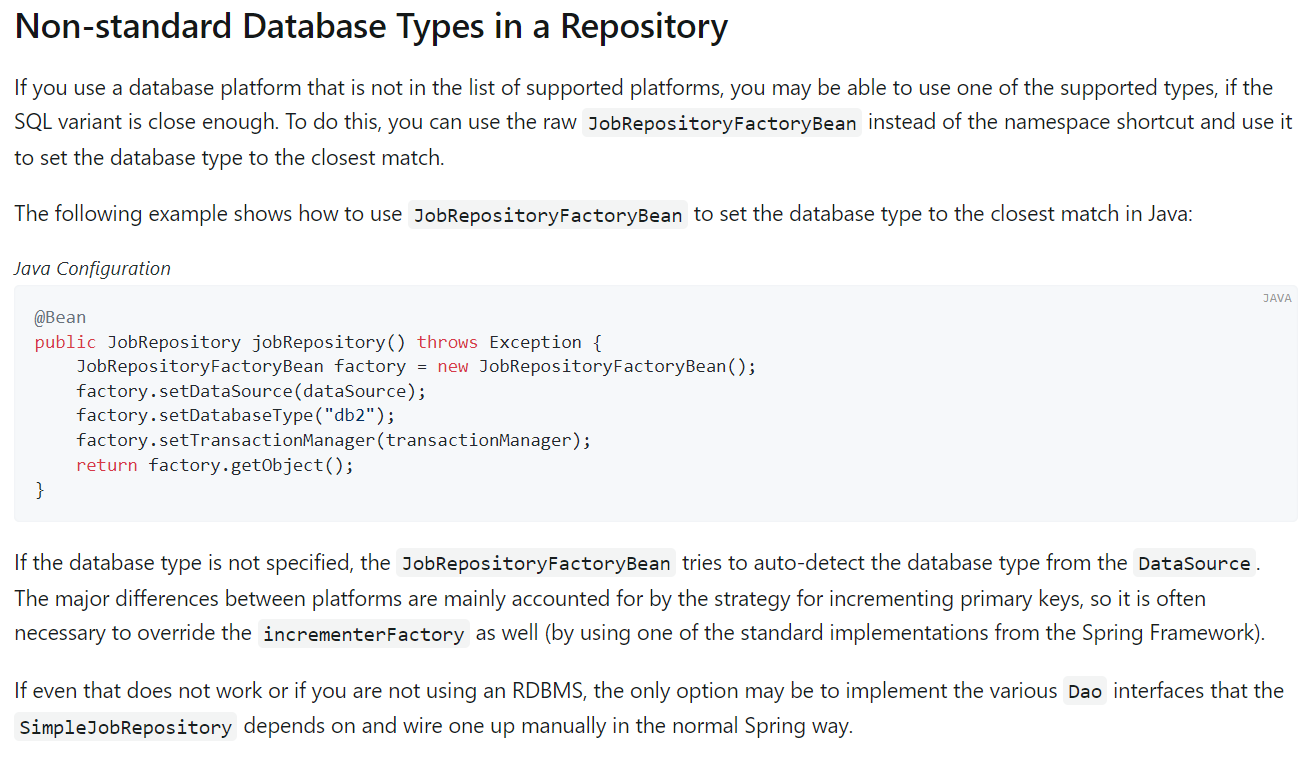 Non-standard Database Types in a Repository
If you use a database platform that is not in the list of supported platforms, you may be able to use one of the supported types, if the
SQL variant is close enough. To do this, you can use the raw JobRepositoryFactoryBean instead of the namespace shortcut and use it
to set the database type to the closest match.
The following example shows how to use JobRepositoryFactoryBean to set the database type to the closest match in Java:
Java Configuration
JAVA
@Bean
public JobRepository jobRepository() throws Exception {
    JobRepositoryFactoryBean factory = new JobRepositoryFactoryBean();
    factory.setDataSource(dataSource);
    factory.setDatabaseType("db2");
    factory.setTransactionManager(transactionManager);
    return factory.getObject();
}
If the database type is not specified, the JobRepositoryFactoryBean tries to auto-detect the database type from the DataSource.
The major differences between platforms are mainly accounted for by the strategy for incrementing primary keys, so it is often
necessary to override the incrementerFactory as well (by using one of the standard implementations from the Spring Framework).
If even that does not work or if you are not using an RDBMS, the only option may be to implement the various Dao interfaces that the
SimpleJobRepository depends on and wire one up manually in the normal Spring way.